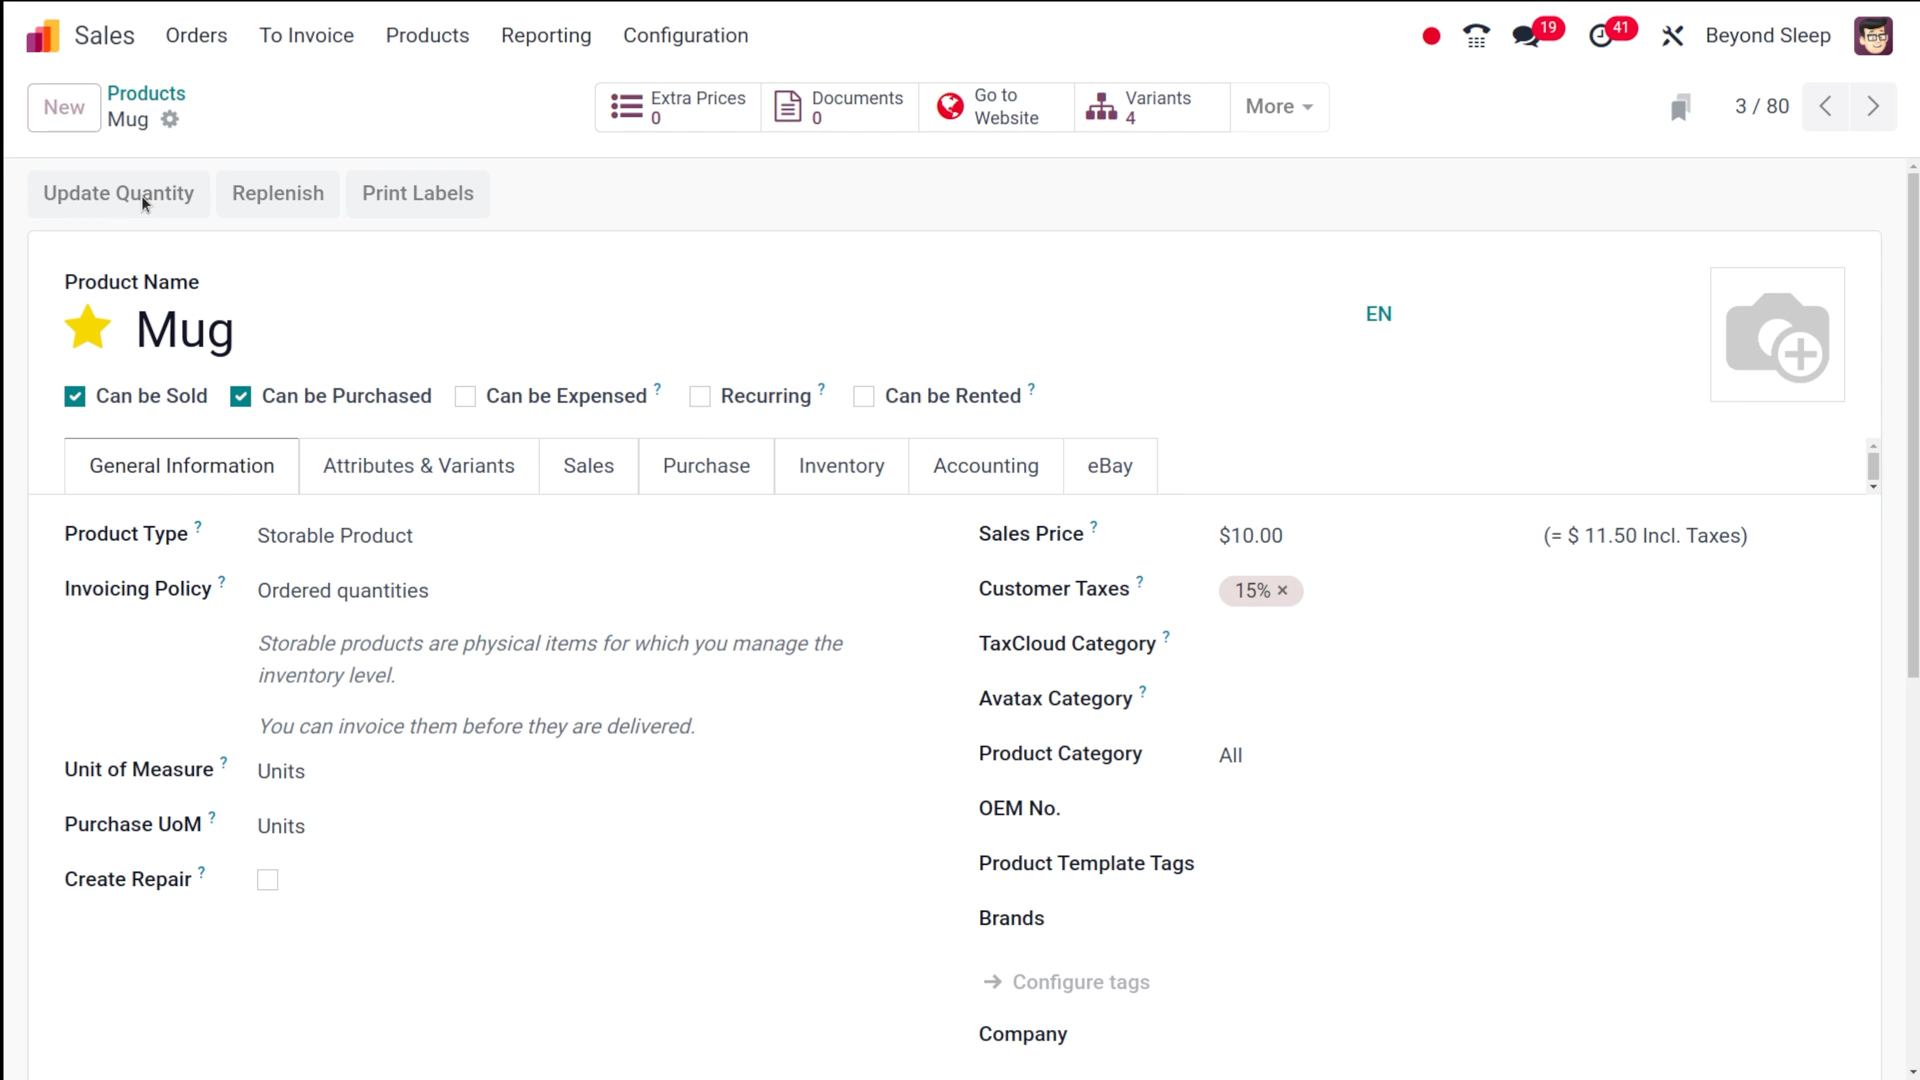 Sales Orders To Invoice Products Reporting Configuration 19 41 Beyond Sleep
New Products
Mug
Extra Prices
0
Documents
0
Go to
Website
Variants
4
More
3 / 80
Update Quantity Replenish Print Labels
Product Name
Mug EN
Can be Sold Can be Purchased Can be Expensed ? Recurring ? Can be Rented ?
General Information Attributes & Variants Sales Purchase Inventory Accounting eBay
Product Type ? Storable Product
Invoicing Policy ? Ordered quantities
Storable products are physical items for which you manage the
inventory level.
You can invoice them before they are delivered.
Unit of Measure ? Units
Purchase UoM ? Units
Create Repair ?
Sales Price ? $10.00 (= $ 11.50 Incl. Taxes)
Customer Taxes ? 15% ×
TaxCloud Category ?
Avatax Category ?
Product Category All
OEM No.
Product Template Tags
Brands
→ Configure tags
Company